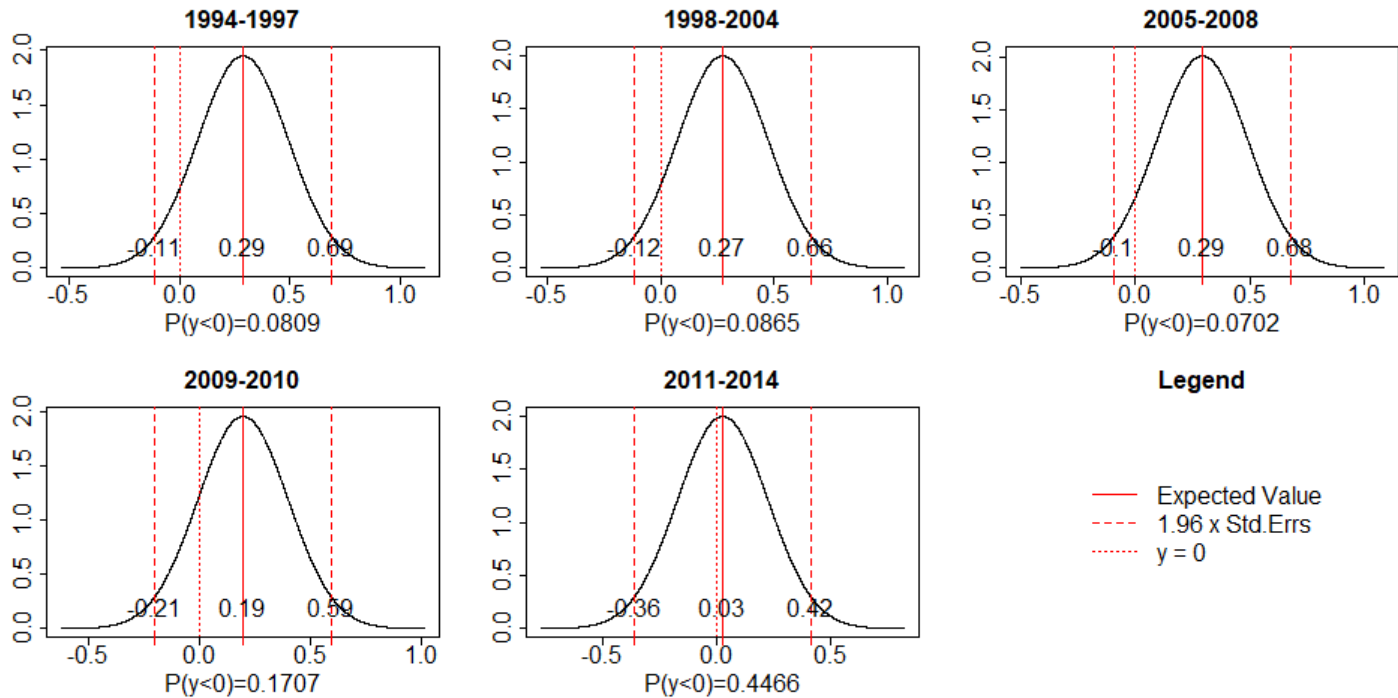 1994-1997
2.0
1.5
1.0
0.5
0.0
-0.11 0.29 0.69
-0.5 0.0 0.5 1.0
P(y<0)=0.0809
1998-2004
2.0
1.5
1.0
0.5
0.0
-0.12 0.27 0.66
-0.5 0.0 0.5 1.0
P(y<0)=0.0865
2005-2008
2.0
1.5
1.0
0.5
0.0
-0.1 0.29 0.68
-0.5 0.0 0.5 1.0
P(y<0)=0.0702
2009-2010
2.0
1.5
1.0
0.5
0.0
-0.21 0.19 0.59
-0.5 0.0 0.5 1.0
P(y<0)=0.1707
2011-2014
2.0
1.5
1.0
0.5
0.0
-0.36 0.03 0.42
-0.5 0.0 0.5
P(y<0)=0.4466
Legend
Expected Value
1.96 x Std.Errs
y = 0